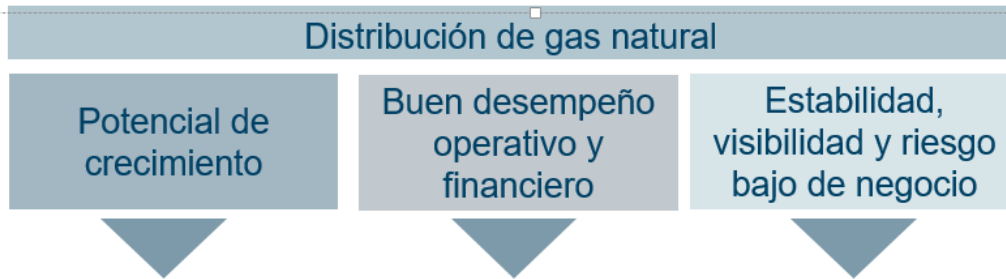 Distribución de gas natural
Potencial de
crecimiento
Buen desempeño
operativo y
financiero
Estabilidad,
visibilidad y riesgo
bajo de negocio